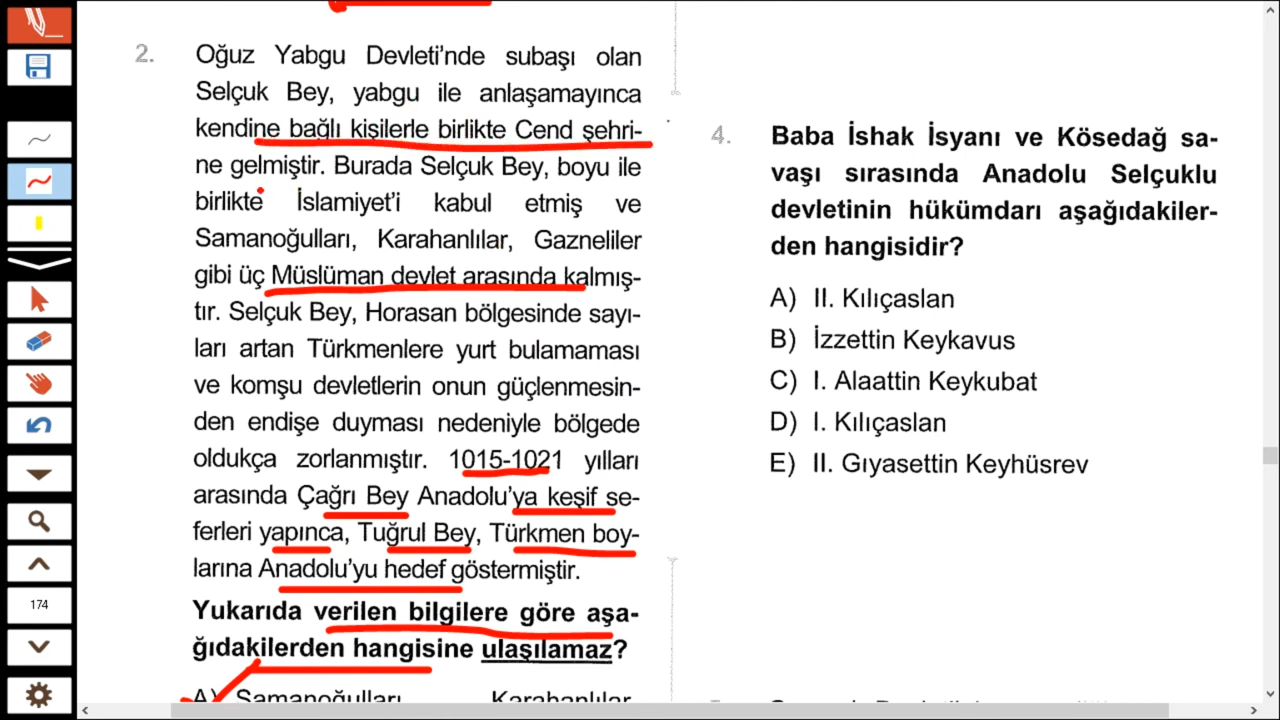 2. Oğuz Yabgu Devleti'nde subaşı olan
Selçuk Bey, yabgu ile anlaşamayınca
kendine bağlı kişilerle birlikte Cend şehri-
ne gelmiştir. Burada Selçuk Bey, boyu ile
birlikte İslamiyet'i kabul etmiş ve
Samanoğulları, Karahanlılar, Gazneliler
gibi üç Müslüman devlet arasında kalmış-
tır. Selçuk Bey, Horasan bölgesinde sayı-
ları artan Türkmenlere yurt bulamaması
ve komşu devletlerin onun güçlenmesin-
den endişe duyması nedeniyle bölgede
oldukça zorlanmıştır. 1015-1021 yılları
arasında Çağrı Bey Anadolu'ya keşif se-
ferleri yapınca, Tuğrul Bey, Türkmen boy-
larına Anadolu'yu hedef göstermiştir.
Yukarıda verilen bilgilere göre aşa-
ğıdakilerden hangisine ulaşılamaz?
A) Samanoğulları, Karahanlılar,
4. Baba İshak İsyanı ve Kösedağ sa-
vaşı sırasında Anadolu Selçuklu
devletinin hükümdarı aşağıdakiler-
den hangisidir?
A) II. Kılıçaslan
B) İzzettin Keykavus
C) I. Alaattin Keykubat
D) I. Kılıçaslan
E) II. Gıyasettin Keyhüsrev
174